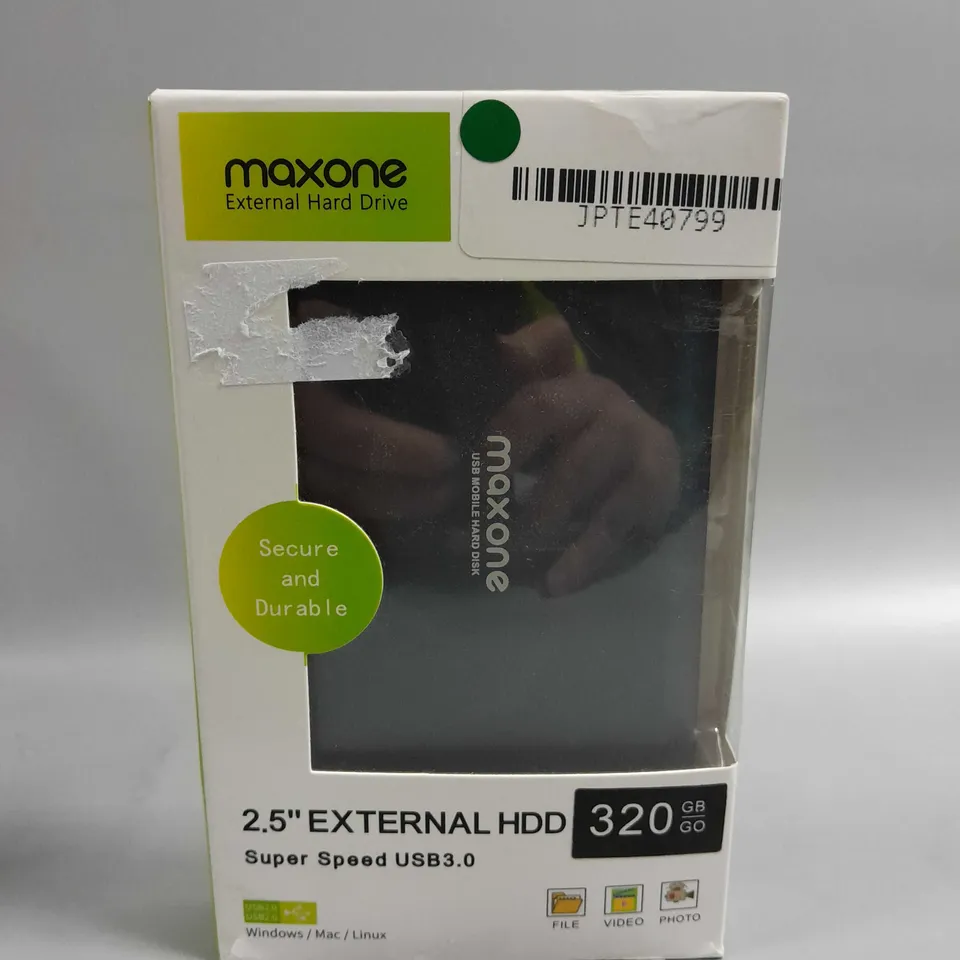 maxone
External Hard Drive
JPTE40799
maxone
USB MOBILE HARD DISK
Secure
and
Durable
2.5" EXTERNAL HDD
320 GB
GO
Super Speed USB3.0
FILE
VIDEO
PHOTO
Windows / Mac / Linux